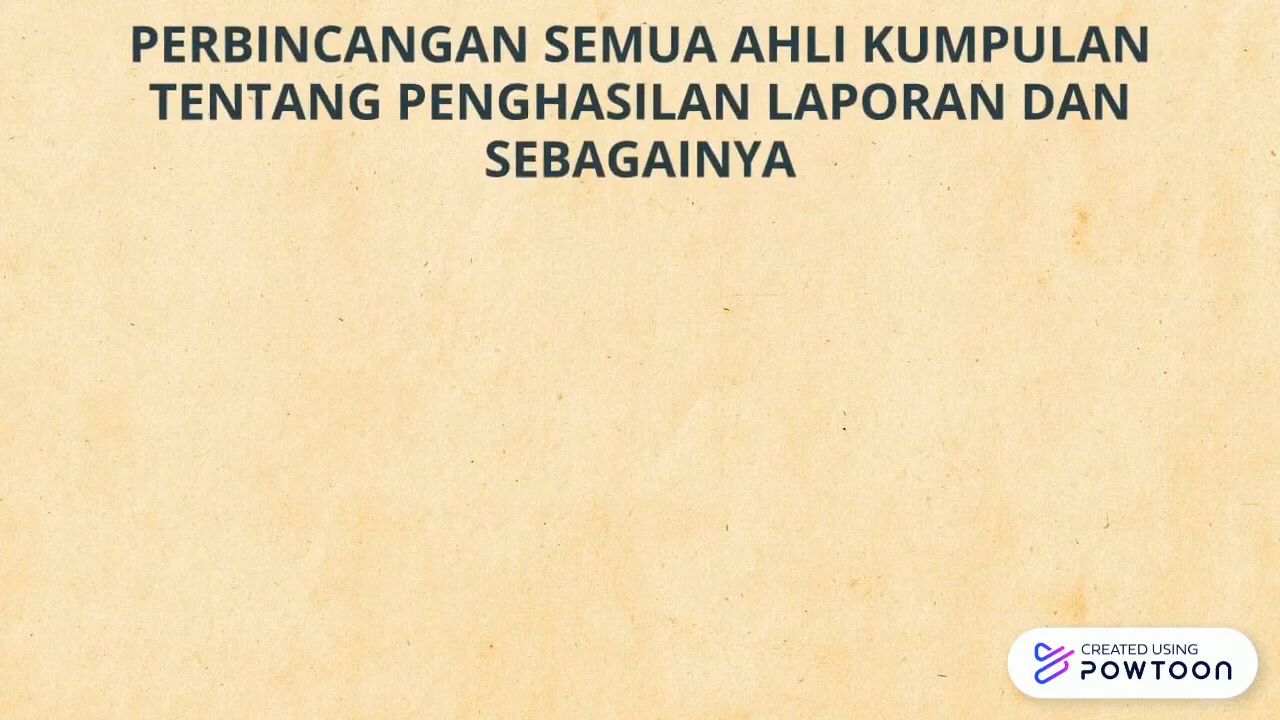 PERBINCANGAN SEMUA AHLI KUMPULAN
TENTANG PENGHASILAN LAPORAN DAN
SEBAGAINYA
CREATED USING
POWTOON